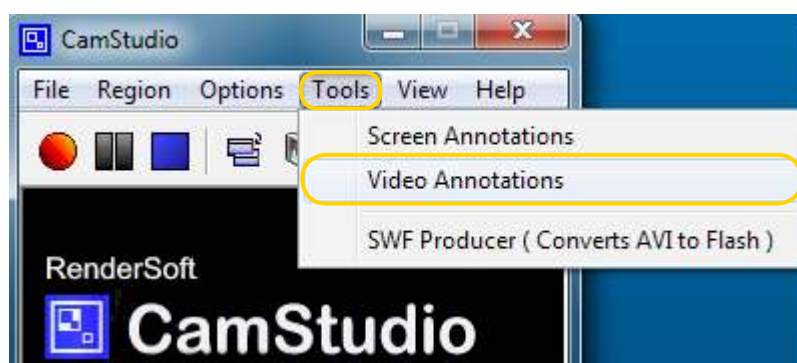 CamStudio
File Region Options Tools View Help
Screen Annotations
Video Annotations
SWF Producer ( Converts AVI to Flash )
RenderSoft
CamStudio